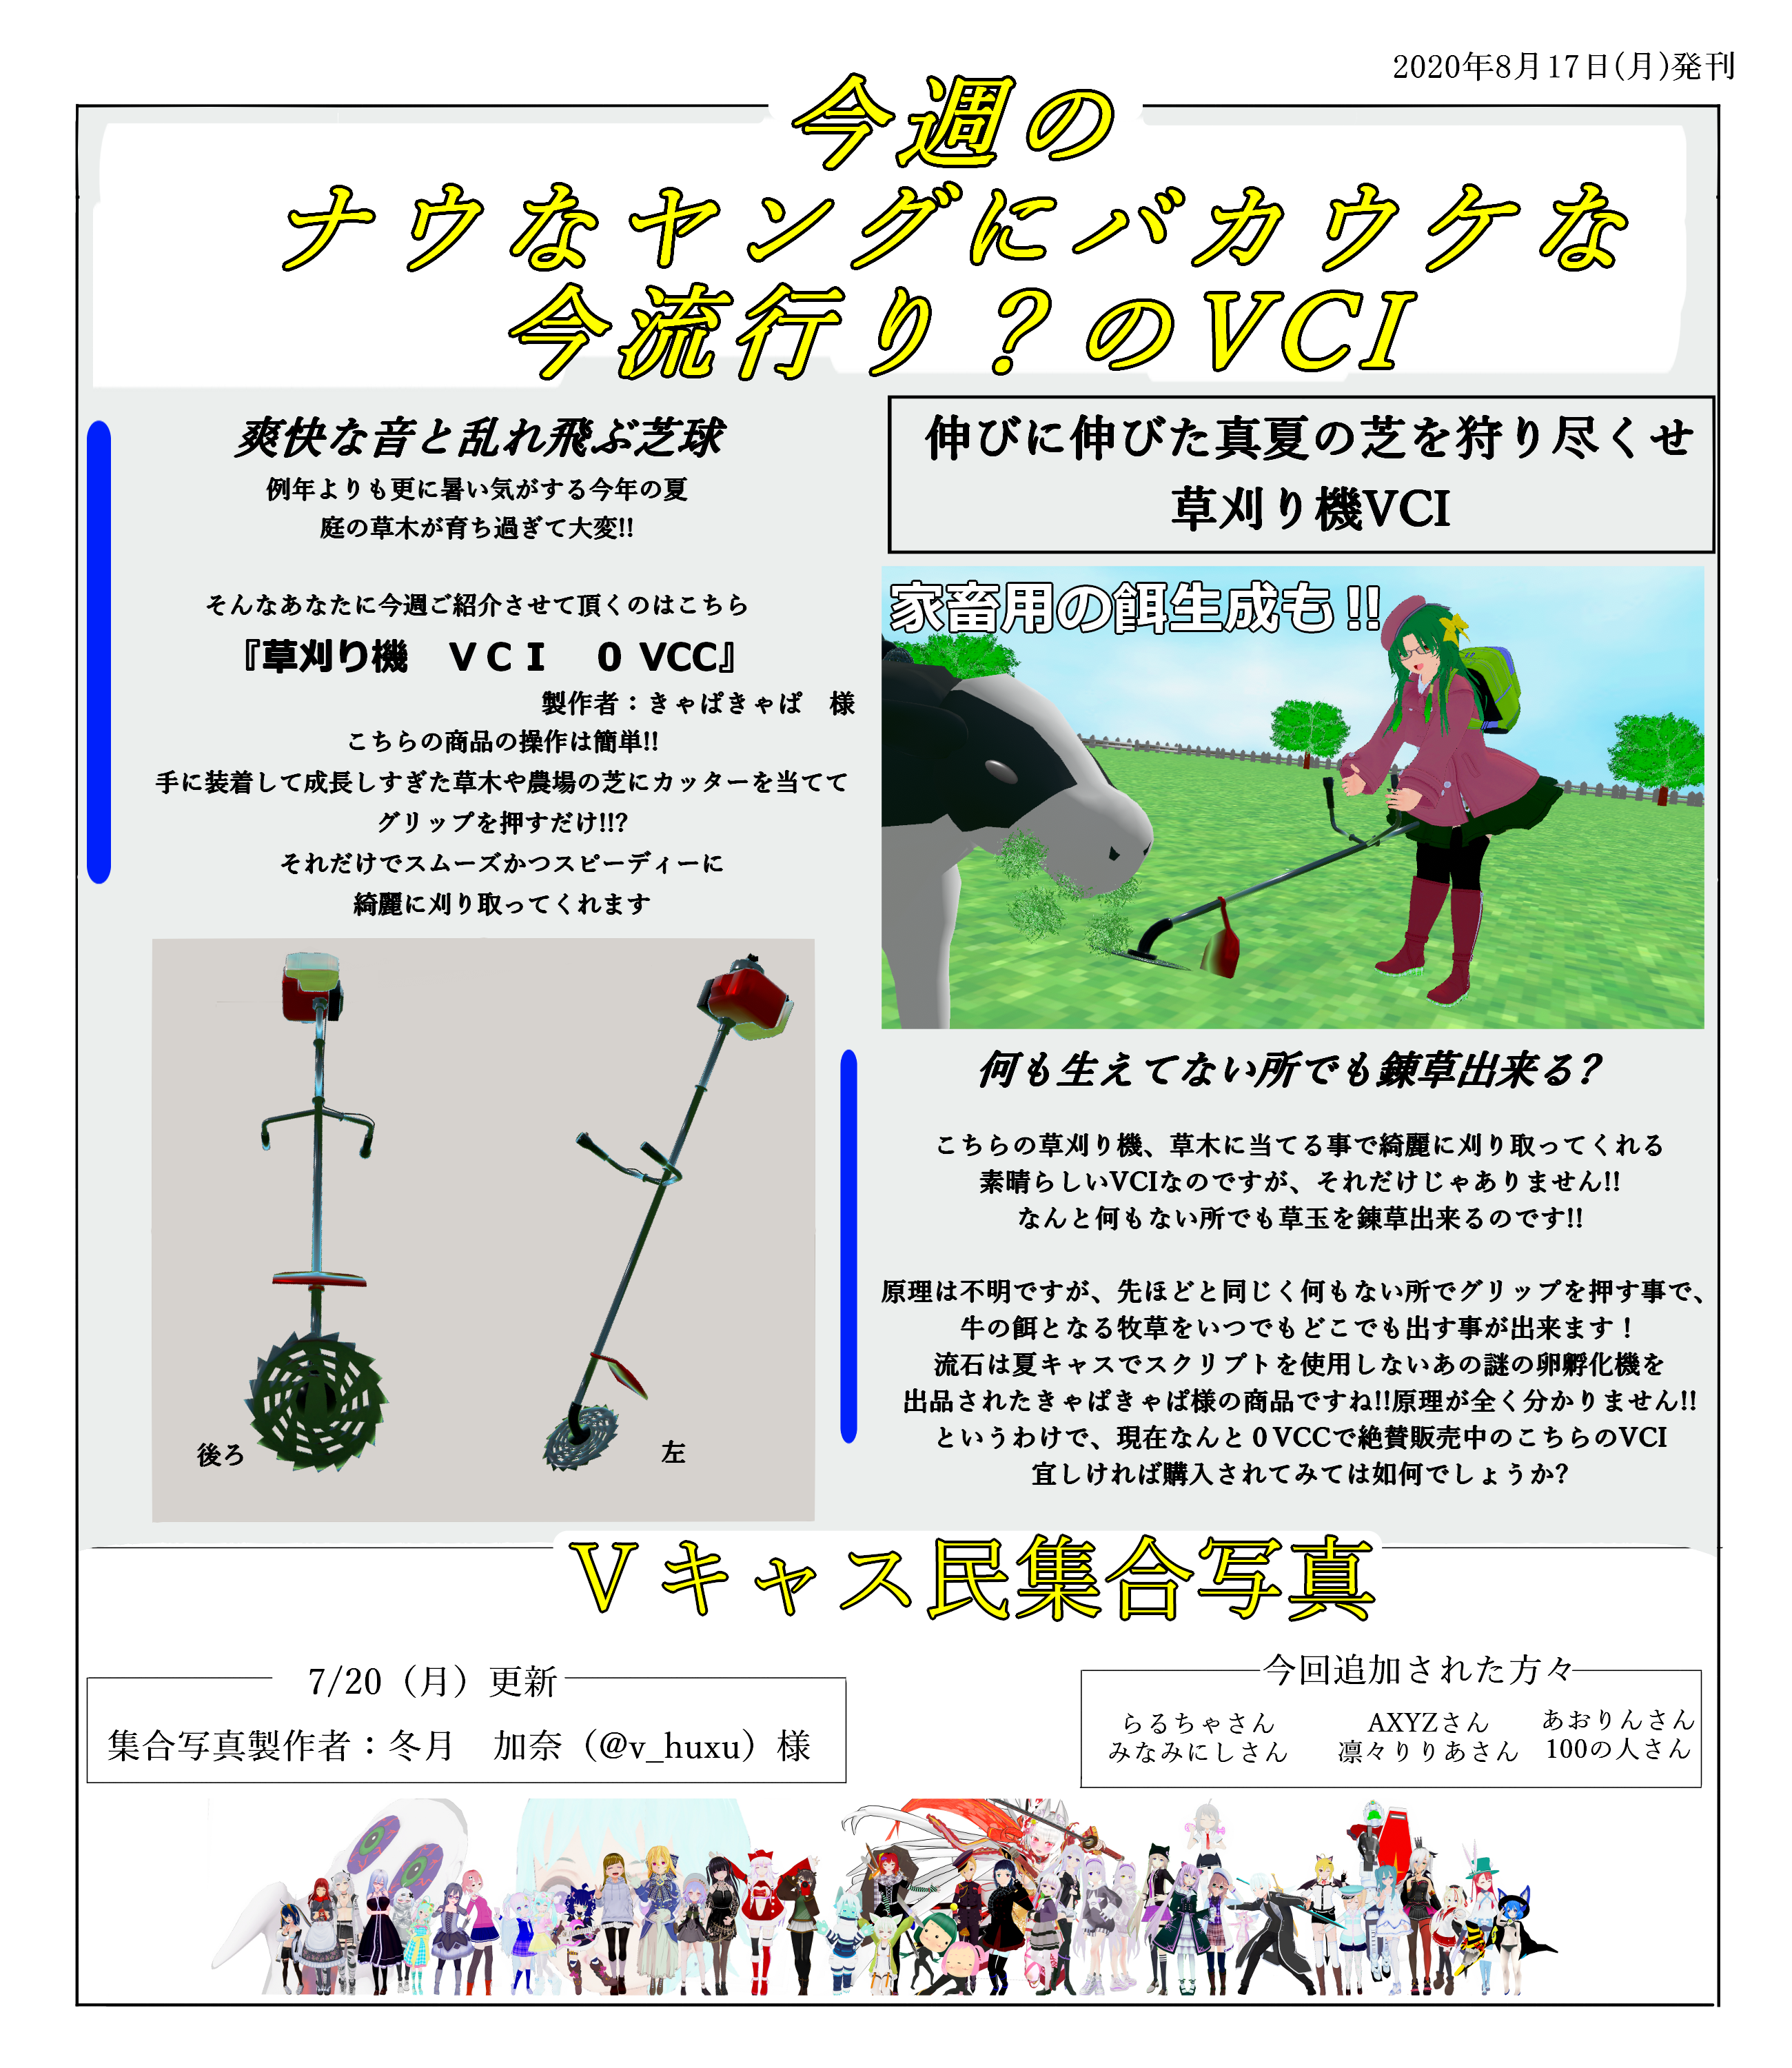 2020年8月17日(月)発刊
今週の
ナウなヤングにバカウケな
今流行り？のVCI
爽快な音と乱れ飛ぶ芝球
例年よりも更に暑い気がする今年の夏
庭の草木が育ち過ぎて大変!!
そんなあなたに今週ご紹介させて頂くのはこちら
『草刈り機　ＶＣＩ　０ VCC』
製作者：きゃぱきゃぱ　様
こちらの商品の操作は簡単!!
手に装着して成長しすぎた草木や農場の芝にカッターを当てて
グリップを押すだけ!!?
それだけでスムーズかつスピーディーに
綺麗に刈り取ってくれます
後ろ
左
伸びに伸びた真夏の芝を狩り尽くせ
草刈り機VCI
家畜用の餌生成も!!
何も生えてない所でも錬草出来る?
こちらの草刈り機、草木に当てる事で綺麗に刈り取ってくれる
素晴らしいVCIなのですが、それだけじゃありません!!
なんと何もない所でも草玉を錬草出来るのです!!
原理は不明ですが、先ほどと同じく何もない所でグリップを押す事で、
牛の餌となる牧草をいつでもどこでも出す事が出来ます！
流石は夏キャスでスクリプトを使用しないあの謎の卵孵化機を
出品されたきゃぱきゃぱ様の商品ですね!!原理が全く分かりません!!
というわけで、現在なんと０VCCで絶賛販売中のこちらのVCI
宜しければ購入されてみては如何でしょうか?
Ｖキャス民集合写真
7/20（月）更新
集合写真製作者：冬月　加奈（@v_huxu）様
今回追加された方々
らるちゃさん　AXYZさん　あおりんさん
みなみにしさん　凛々りりあさん　100の人さん